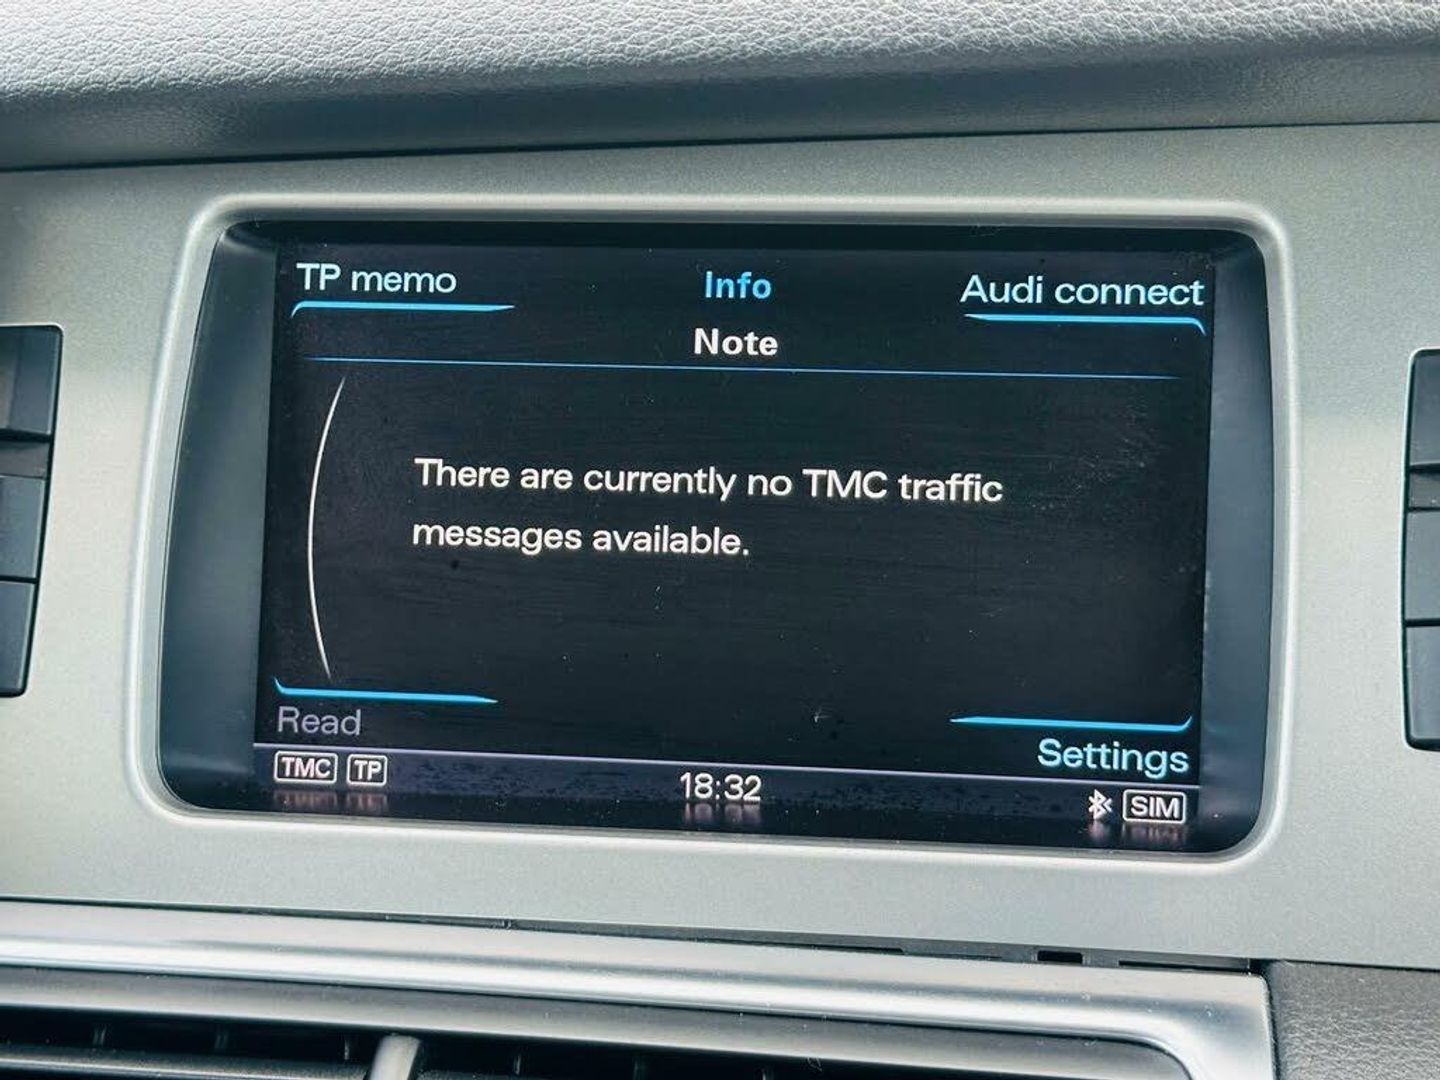 TP memo
Info
Audi connect
Note
There are currently no TMC traffic
messages available.
Read
Settings
TMC TP
18:32
SIM